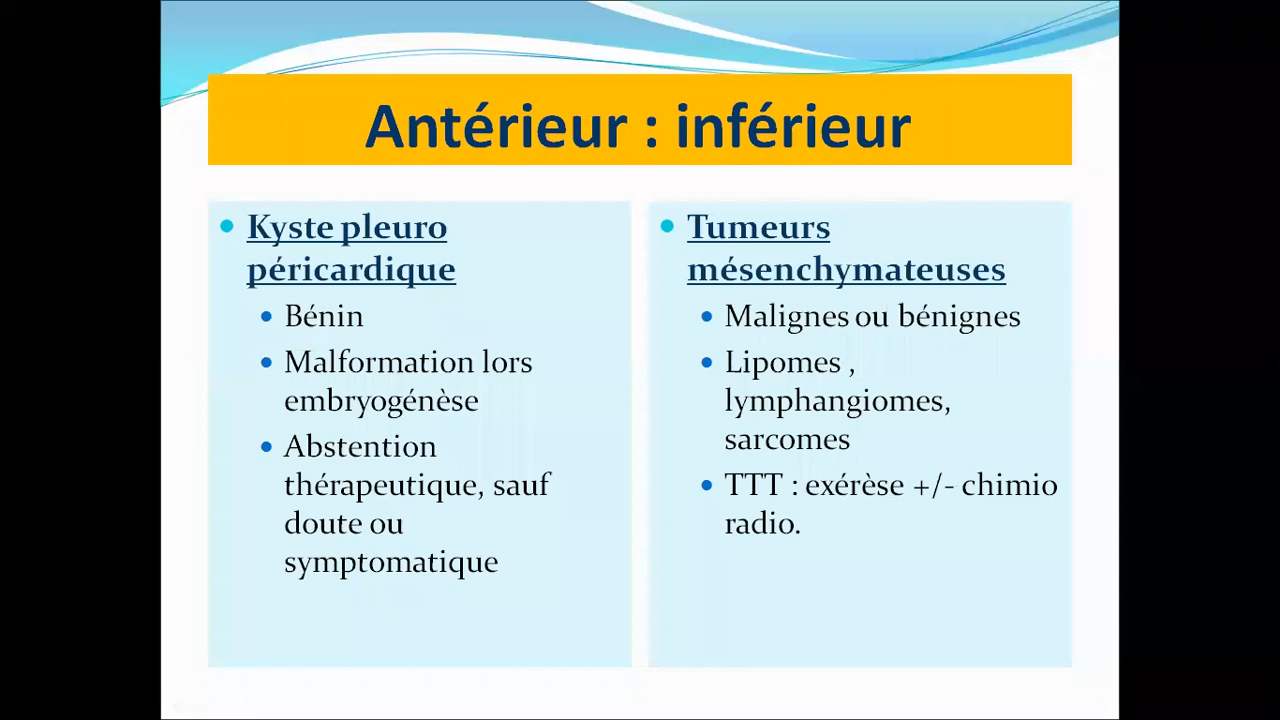 Antérieur : inférieur
Kyste pleuro
péricardique
Bénin
Malformation lors
embryogénèse
Abstention
thérapeutique, sauf
doute ou
symptomatique
Tumeurs
mésenchymateuses
Malignes ou bénignes
Lipomes ,
lymphangiomes,
sarcomes
TTT : exérèse +/- chimio
radio.